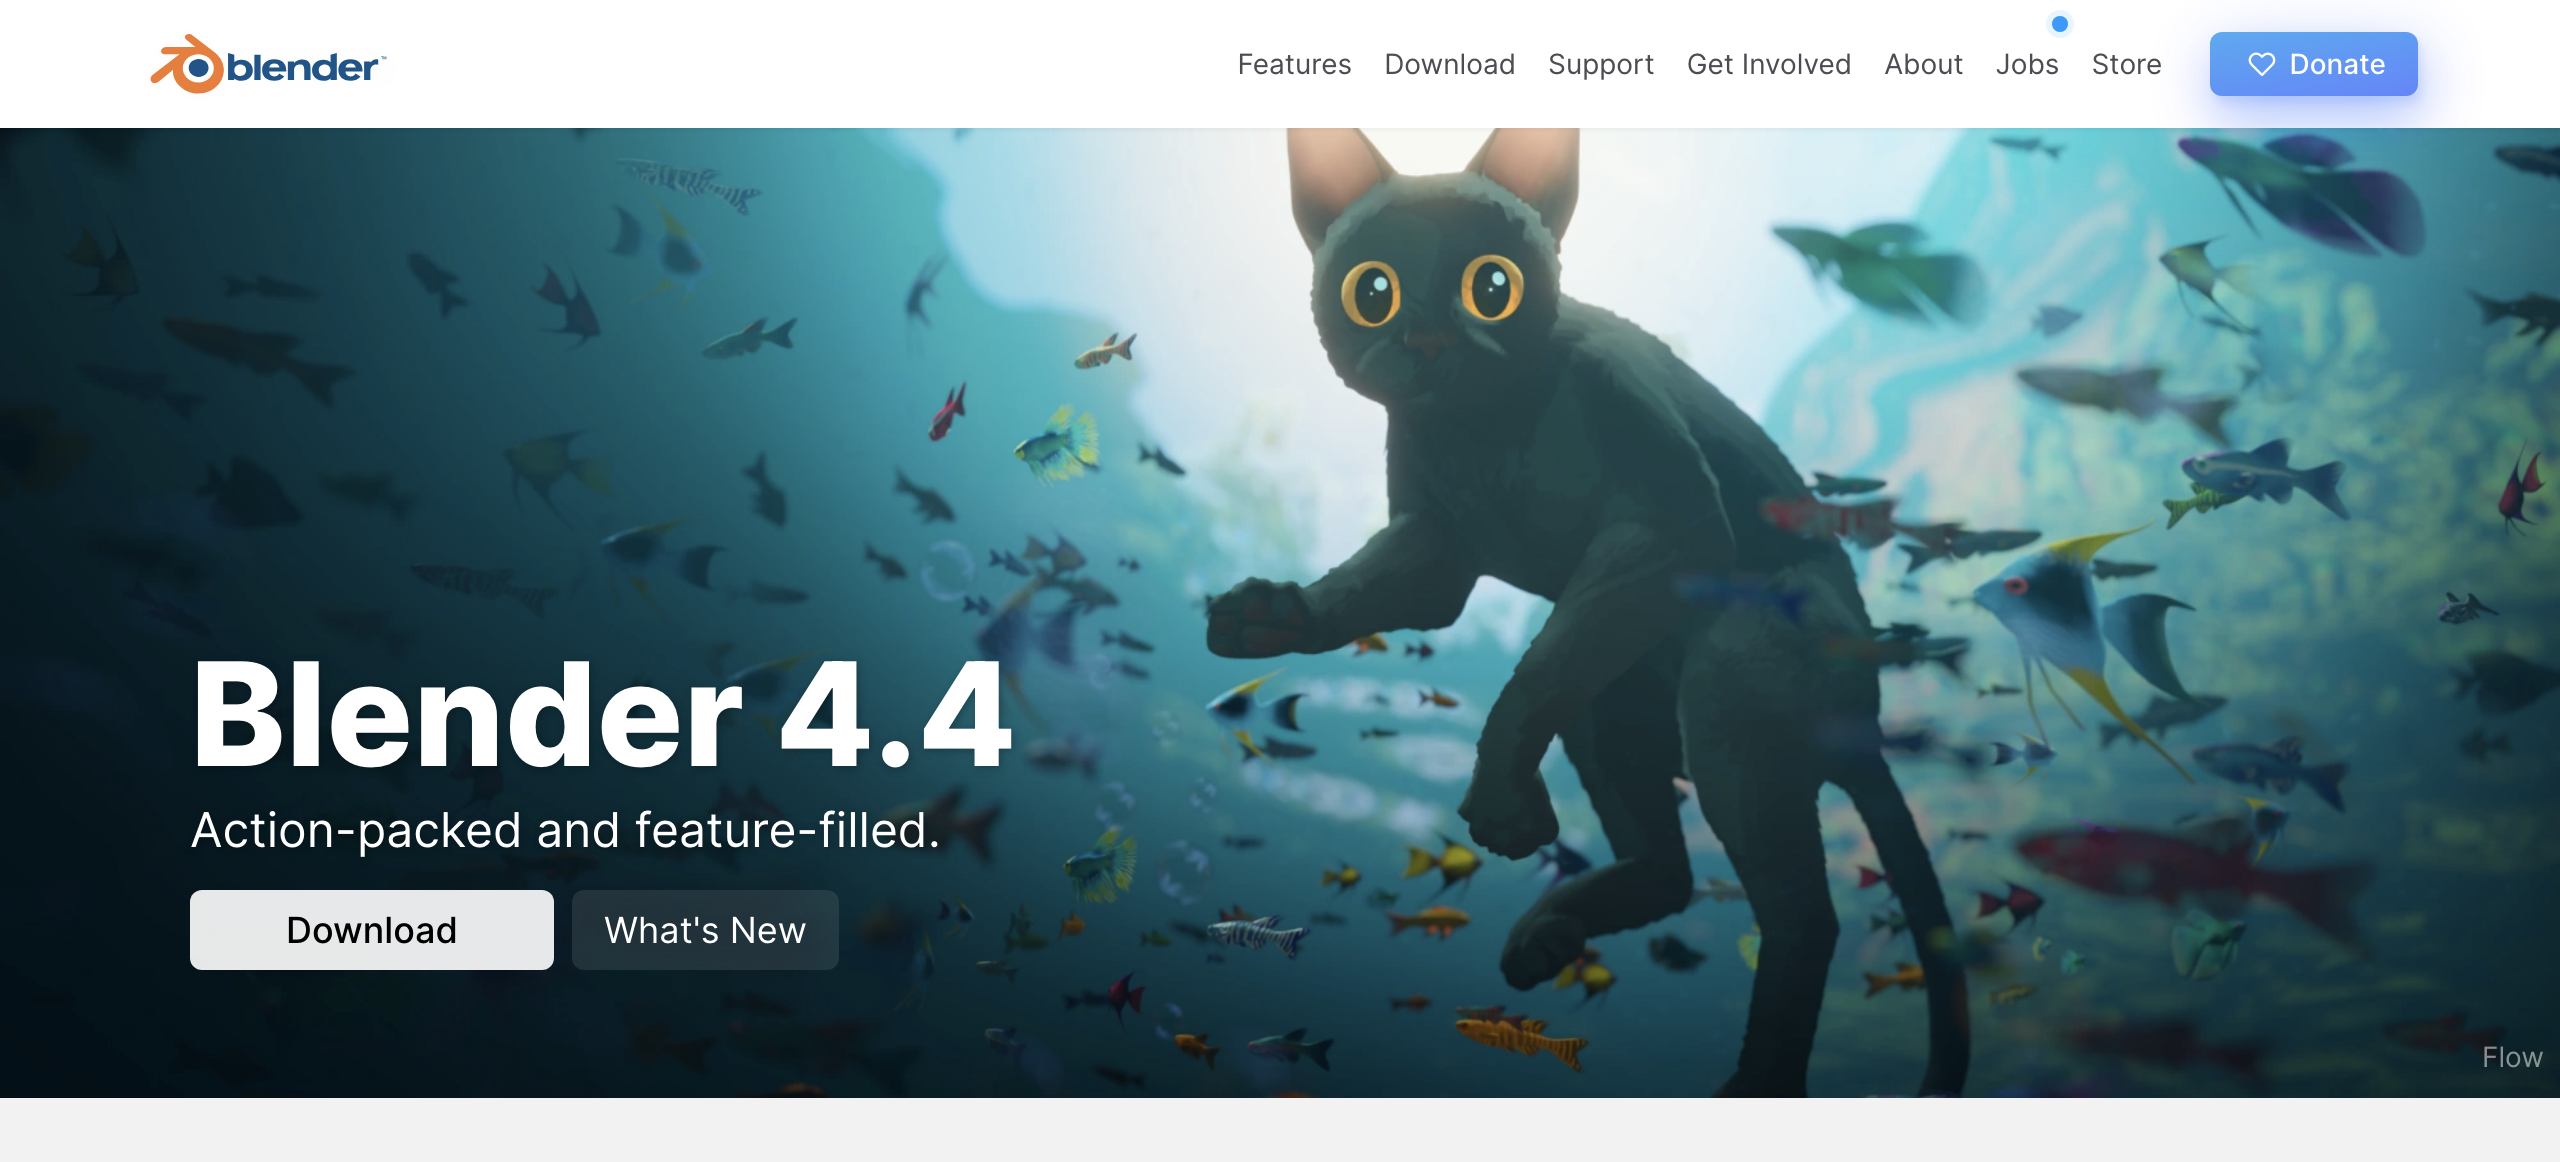 blender™
Features Download Support Get Involved About Jobs Store Donate
Blender 4.4
Action-packed and feature-filled.
Download What's New
Flow